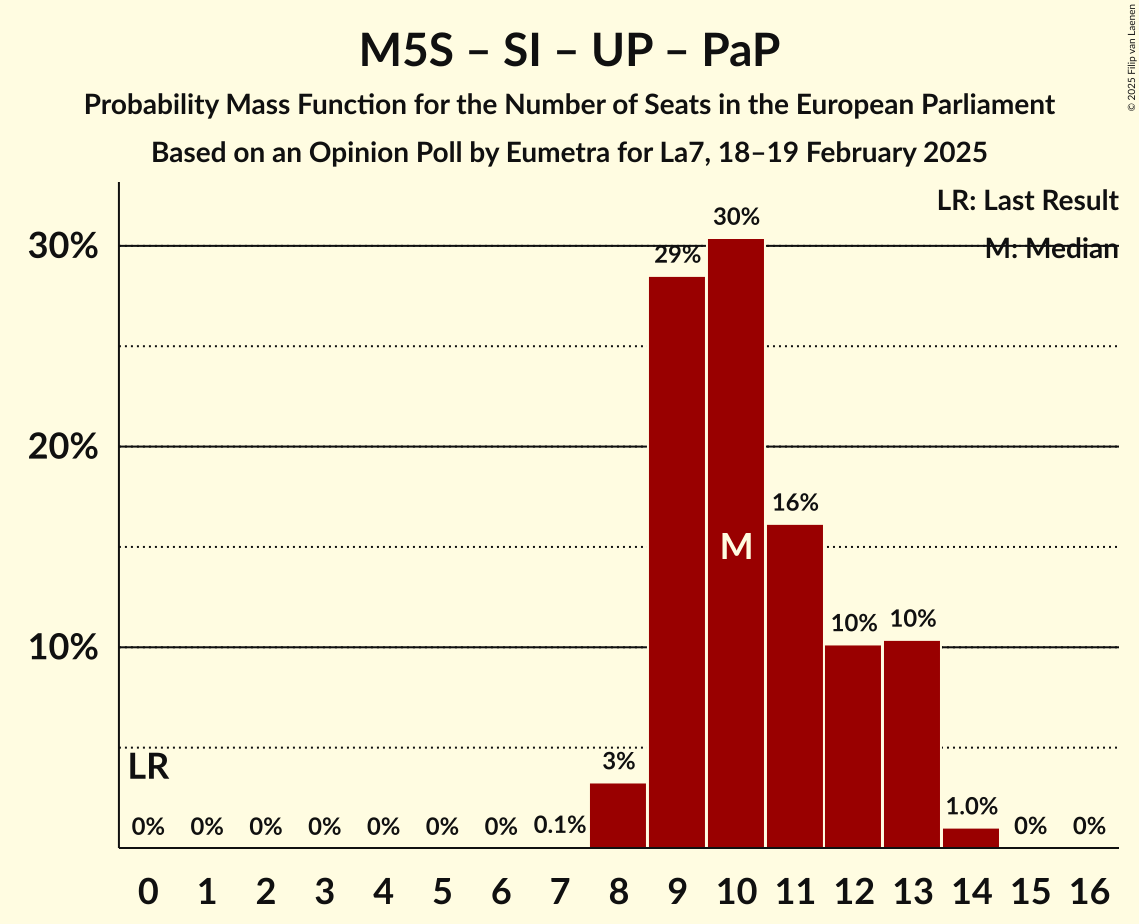 M5S – SI – UP – PaP
Probability Mass Function for the Number of Seats in the European Parliament
Based on an Opinion Poll by Eumetra for La7, 18–19 February 2025
© 2025 Filip van Laenen
LR: Last Result
M: Median
30%
20%
10%
LR
M
0% 0% 0% 0% 0% 0% 0% 0.1% 3% 29% 30% 16% 10% 10% 1.0% 0% 0%
0 1 2 3 4 5 6 7 8 9 10 11 12 13 14 15 16